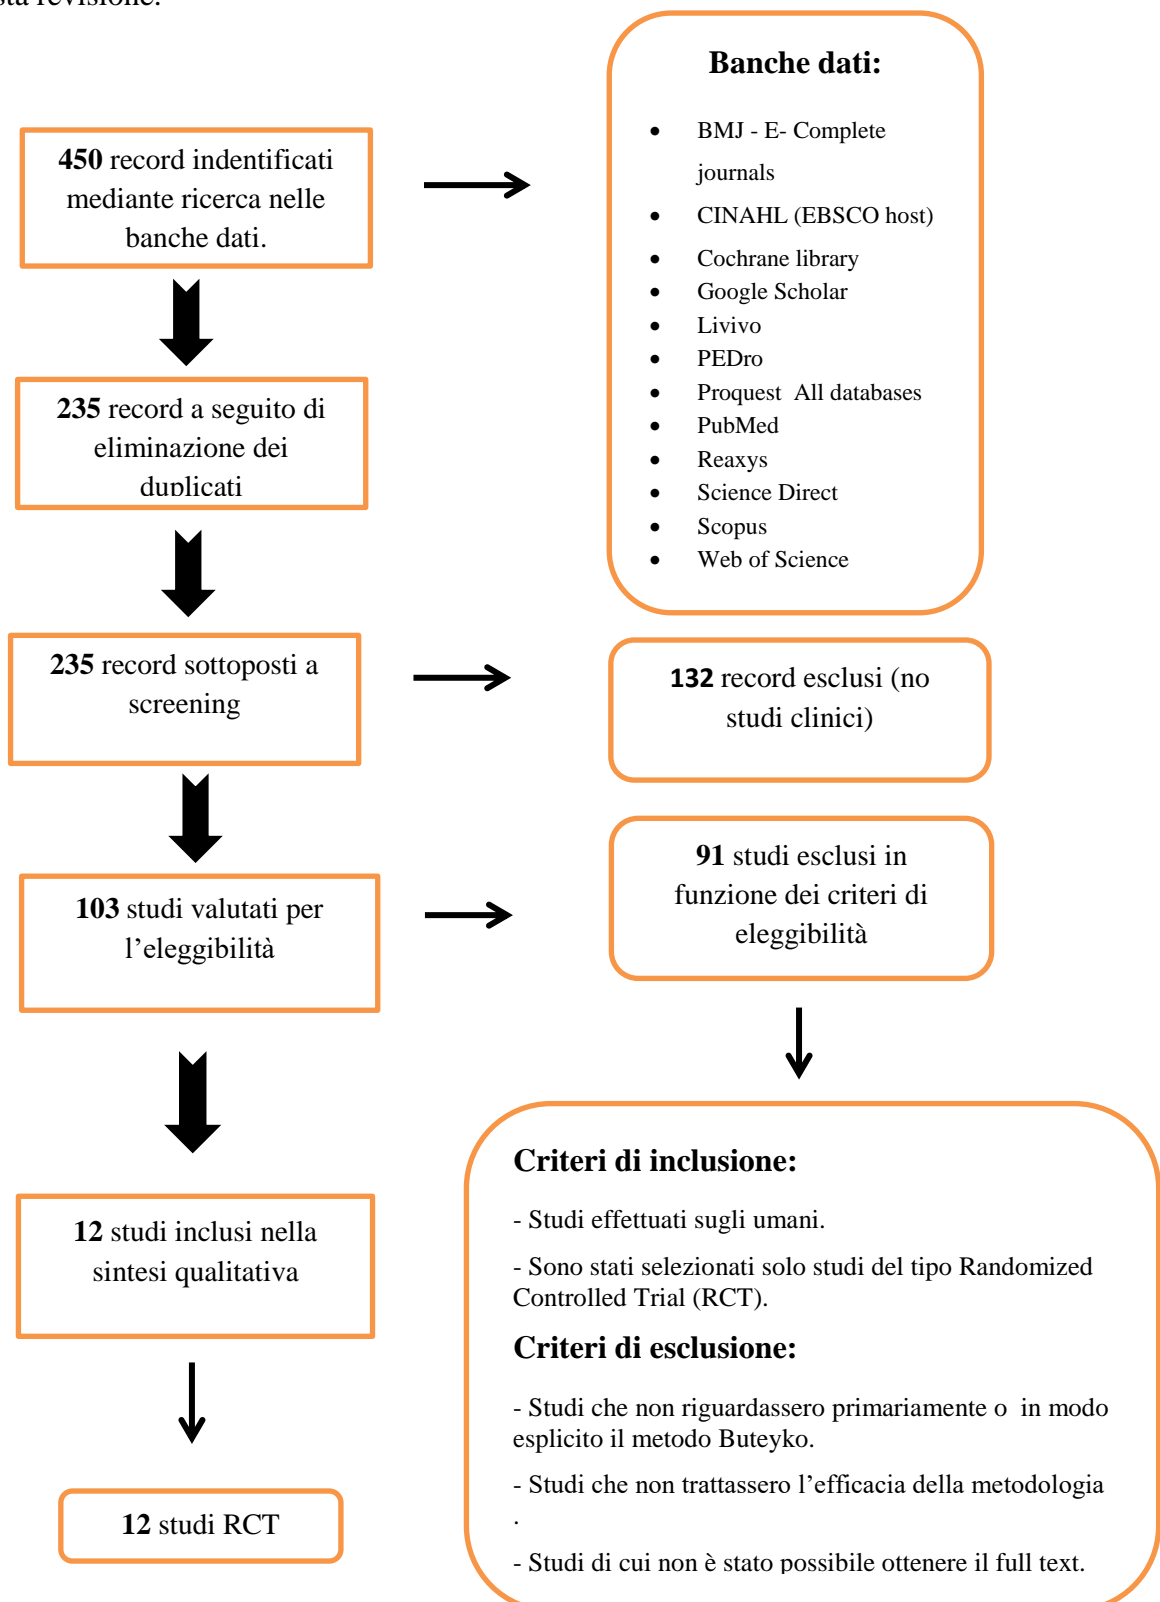 sta revisione.
Banche dati:
• BMJ - E- Complete
journals
• CINAHL (EBSCO host)
• Cochrane library
• Google Scholar
• Livivo
• PEDro
• Proquest All databases
• PubMed
• Reaxys
• Science Direct
• Scopus
• Web of Science
450 record indentificati
mediante ricerca nelle
banche dati.
235 record a seguito di
eliminazione dei
duplicati
235 record sottoposti a
screening
132 record esclusi (no
studi clinici)
103 studi valutati per
l’eleggibilità
91 studi esclusi in
funzione dei criteri di
eleggibilità
12 studi inclusi nella
sintesi qualitativa
12 studi RCT
Criteri di inclusione:
- Studi effettuati sugli umani.
- Sono stati selezionati solo studi del tipo Randomized
Controlled Trial (RCT).
Criteri di esclusione:
- Studi che non riguardassero primariamente o in modo
esplicito il metodo Buteyko.
- Studi che non trattassero l’efficacia della metodologia
.
- Studi di cui non è stato possibile ottenere il full text.